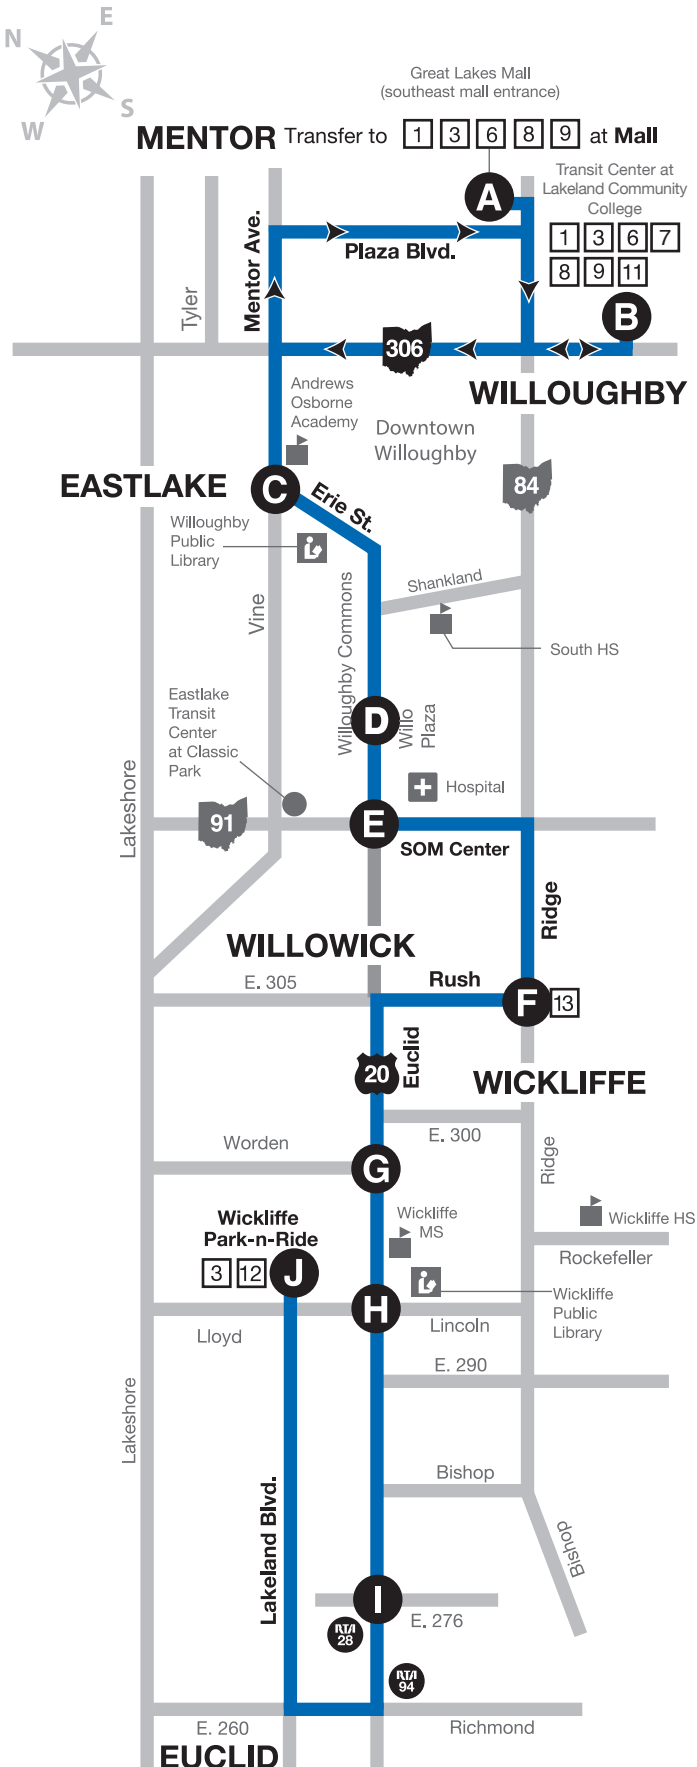 N
E
S
W
Great Lakes Mall
(southeast mall entrance)
MENTOR Transfer to 1 3 6 8 9 at Mall
A
Transit Center at
Lakeland Community
College
1 3 6 7
8 9 11
Mentor Ave.
Plaza Blvd.
Tyler
B
306
WILLOUGHBY
Andrews
Osborne
Academy
Downtown
Willoughby
EASTLAKE
C
Erie St.
84
Willoughby
Public
Library
Shankland
Vine
Willoughby Commons
South HS
Eastlake
Transit
Center
at Classic
Park
D
Willo
Plaza
Lakeshore
Hospital
91
E
SOM Center
Ridge
WILLOWICK
E. 305
Rush
F
13
20
Euclid
WICKLIFFE
E. 300
Worden
G
Ridge
Wickliffe
Park-n-Ride
3 12
J
Wickliffe
MS
Wickliffe HS
Rockefeller
Wickliffe
Public
Library
H
Lloyd
Lincoln
E. 290
Lakeshore
Bishop
Bishop
Lakeland Blvd.
I
E. 276
RTA
28
RTA
94
E. 260
Richmond
EUCLID